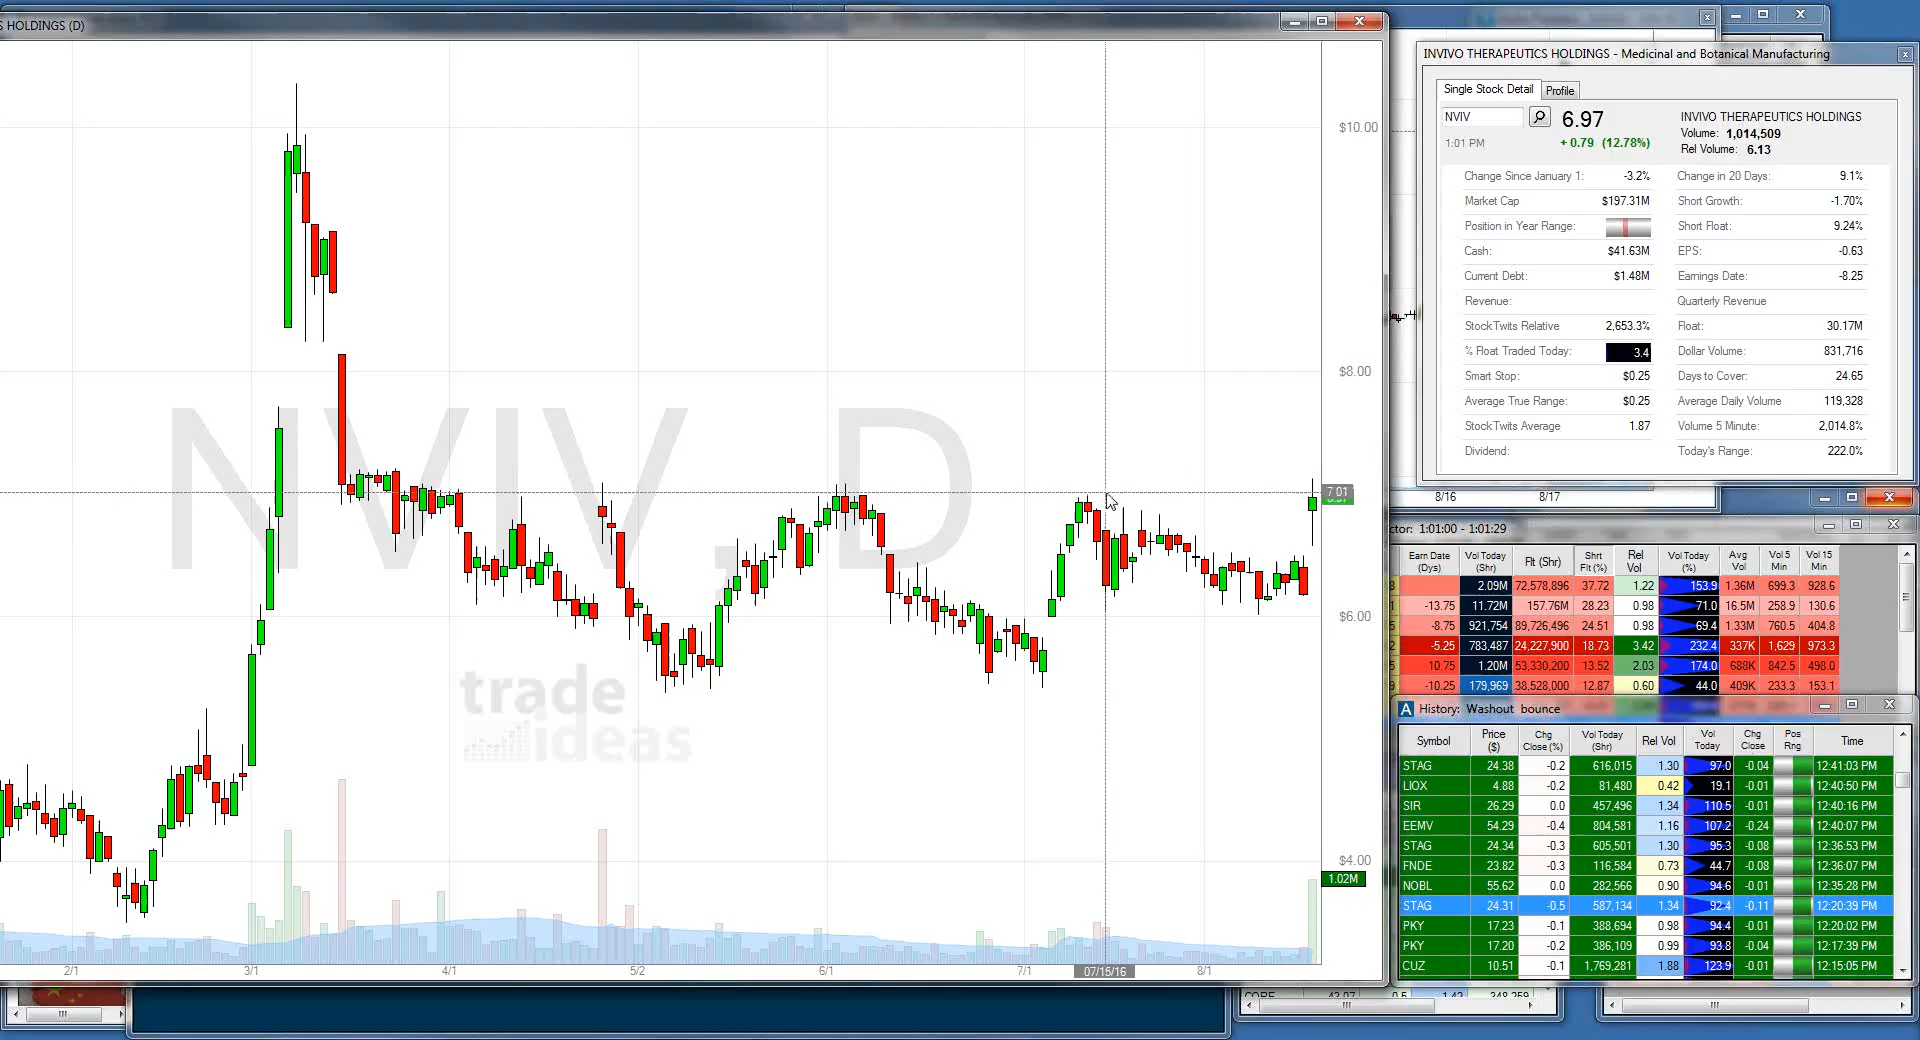 S HOLDINGS (D)
NVIV, D
trade
ideas
$10.00
$8.00
7.01
$6.00
$4.00
1.02M
2/1 3/1 4/1 5/2 6/1 7/1 07/15/16 8/1
INVIVO THERAPEUTICS HOLDINGS - Medicinal and Botanical Manufacturing
Single Stock Detail Profile
NVIV 6.97 INVIVO THERAPEUTICS HOLDINGS
Volume: 1,014,509
1:01 PM + 0.79 (12.78%) Rel Volume: 6.13
Change Since January 1: -3.2% Change in 20 Days: 9.1%
Market Cap $197.31M Short Growth: -1.70%
Position in Year Range: Short Float: 9.24%
Cash: $41.63M EPS: -0.63
Current Debt: $1.48M Earnings Date: -8.25
Revenue: Quarterly Revenue
StockTwits Relative 2,653.3% Float: 30.17M
% Float Traded Today: 3.4 Dollar Volume: 831,716
Smart Stop: $0.25 Days to Cover: 24.65
Average True Range: $0.25 Average Daily Volume 119,328
StockTwits Average 1.87 Volume 5 Minute: 2,014.8%
Dividend: Today's Range: 222.0%
8/16 8/17
ctor: 1:01:00 - 1:01:29
Earn Date (Dys) Vol Today (Shr) Flt (Shr) Shrt Flt (%) Rel Vol Vol Today (%) Avg Vol Vol 5 Min Vol 15 Min
2.09M 72,578,896 37.72 1.22 153.9 1.36M 699.3 928.6
-13.75 11.72M 157.76M 28.23 0.98 71.0 16.5M 258.9 130.6
-8.75 921,754 89,726,496 24.51 0.98 69.4 1.33M 760.5 404.8
-5.25 783,487 24,227,900 18.73 3.42 232.4 337K 1,629 973.3
10.75 1.20M 53,330,200 13.52 2.03 174.0 688K 842.5 498.0
-10.25 179,969 38,528,000 12.87 0.60 44.0 409K 233.3 153.1
A History: Washout bounce
Symbol Price ($) Chg Close (%) Vol Today (Shr) Rel Vol Vol Today Chg Close Pos Rng Time
STAG 24.38 -0.2 616,015 1.30 97.0 -0.04 12:41:03 PM
LIOX 4.88 -0.2 81,480 0.42 19.1 -0.01 12:40:50 PM
SIR 26.29 0.0 457,496 1.34 110.5 -0.01 12:40:16 PM
EEMV 54.29 -0.4 804,581 1.16 107.2 -0.24 12:40:07 PM
STAG 24.34 -0.3 605,501 1.30 95.3 -0.08 12:36:53 PM
FNDE 23.82 -0.3 116,584 0.73 44.7 -0.08 12:36:07 PM
NOBL 55.62 0.0 282,566 0.90 94.6 -0.01 12:35:28 PM
STAG 24.31 -0.5 587,134 1.34 92.4 -0.11 12:20:39 PM
PKY 17.23 -0.1 388,694 0.98 94.4 -0.01 12:20:02 PM
PKY 17.20 -0.2 386,109 0.99 93.8 -0.04 12:17:39 PM
CUZ 10.51 -0.1 1,769,281 1.88 123.9 -0.01 12:15:05 PM